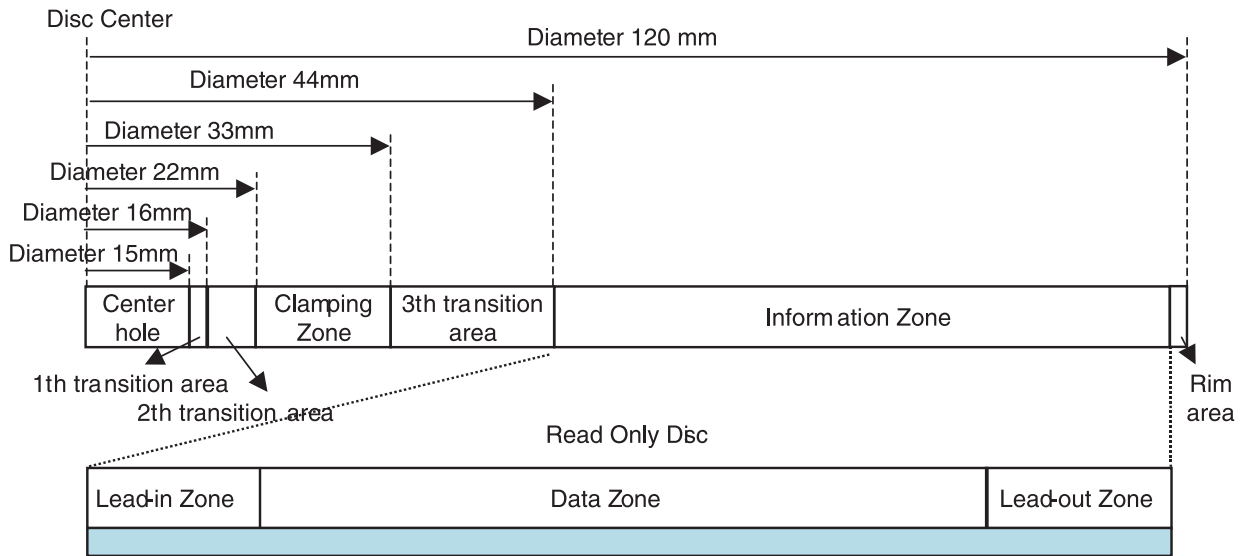 Disc Center
Diameter 120 mm
Diameter 44mm
Diameter 33mm
Diameter 22mm
Diameter 16mm
Diameter 15mm
Center
hole
Clamping
Zone
3th transition
area
Information Zone
1th transition area
2th transition area
Rim
area
Read Only Disc
Lead-in Zone
Data Zone
Lead-out Zone